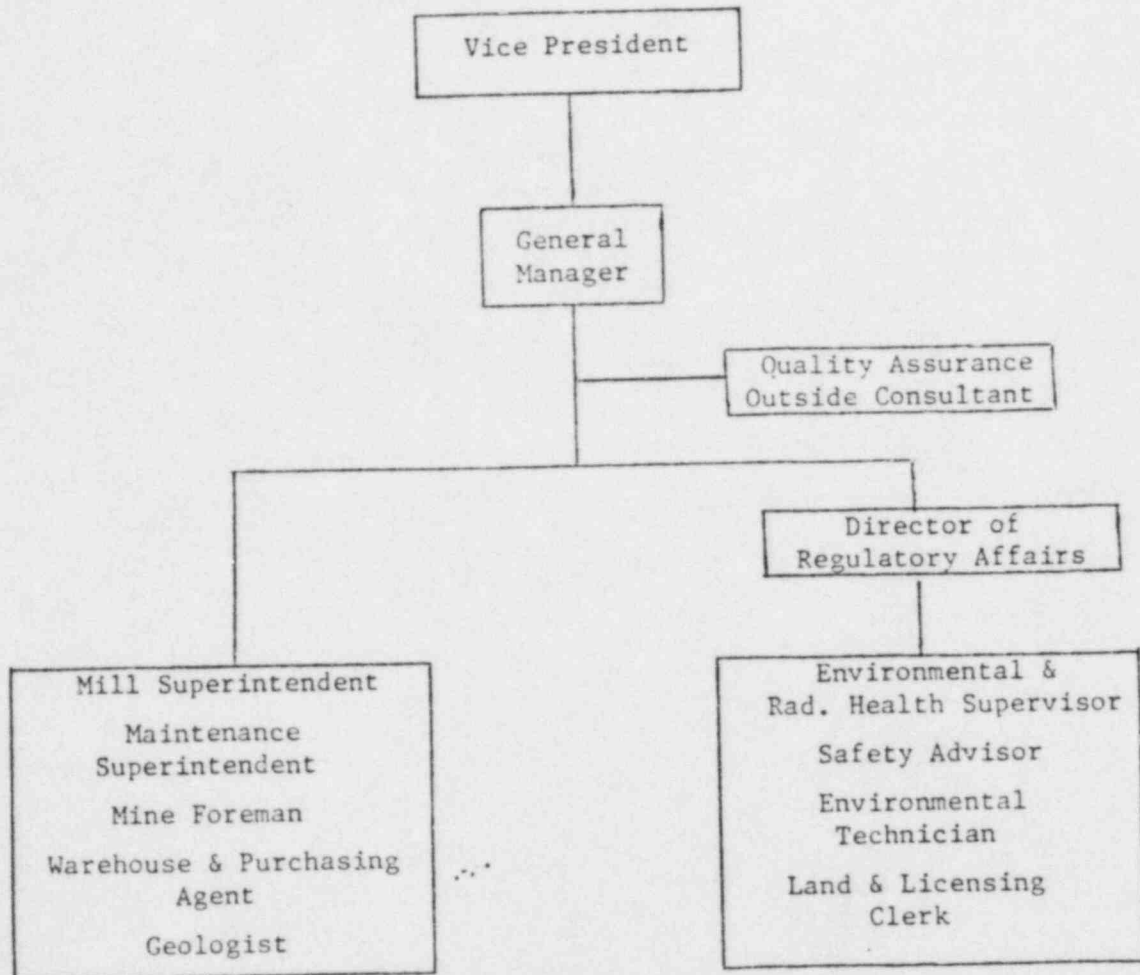 Vice President
General
Manager
Quality Assurance
Outside Consultant
Director of
Regulatory Affairs
Mill Superintendent
Maintenance
Superintendent
Mine Foreman
Warehouse & Purchasing
Agent
Geologist
Environmental &
Rad. Health Supervisor
Safety Advisor
Environmental
Technician
Land & Licensing
Clerk